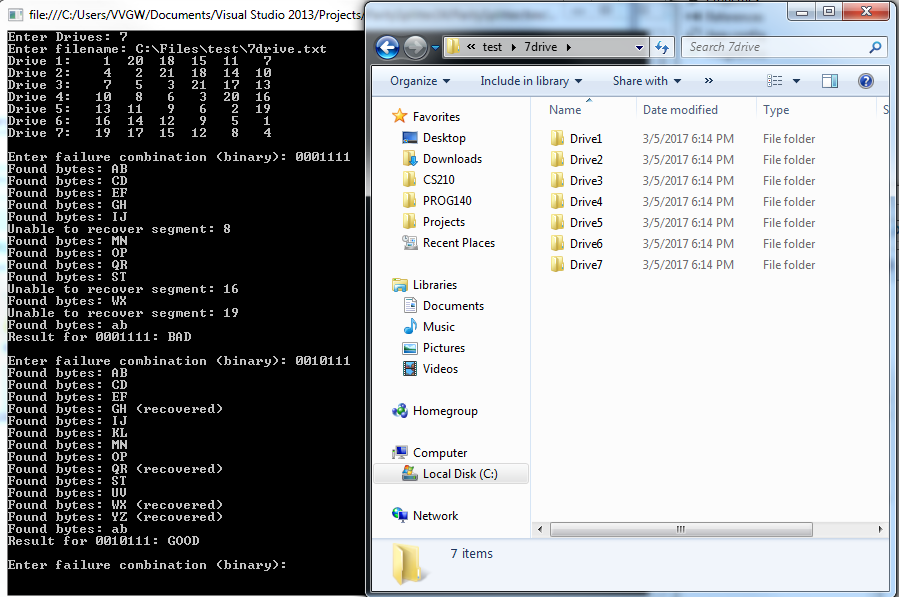 file:///C:/Users/VVGW/Documents/Visual Studio 2013/Projects/
Enter Drives: 7
Enter filename: C:\Files\test\7drive.txt
Drive 1: 1 20 18 15 11 7
Drive 2: 4 2 21 18 14 10
Drive 3: 7 5 3 21 17 13
Drive 4: 10 8 6 3 20 16
Drive 5: 13 11 9 6 2 19
Drive 6: 16 14 12 9 5 1
Drive 7: 19 17 15 12 8 4
Enter failure combination (binary): 0001111
Found bytes: AB
Found bytes: CD
Found bytes: EF
Found bytes: GH
Found bytes: IJ
Unable to recover segment: 8
Found bytes: MN
Found bytes: OP
Found bytes: QR
Found bytes: ST
Unable to recover segment: 16
Found bytes: WX
Unable to recover segment: 19
Found bytes: ab
Result for 0001111: BAD
Enter failure combination (binary): 0010111
Found bytes: AB
Found bytes: CD
Found bytes: EF
Found bytes: GH (recovered)
Found bytes: IJ
Found bytes: KL
Found bytes: MN
Found bytes: OP
Found bytes: QR (recovered)
Found bytes: ST
Found bytes: UV
Found bytes: WX (recovered)
Found bytes: YZ (recovered)
Found bytes: ab
Result for 0010111: GOOD
Enter failure combination (binary):
« test 7drive
Search 7drive
Organize Include in library Share with »
Favorites
Desktop
Downloads
CS210
PROG140
Projects
Recent Places
Libraries
Documents
Music
Pictures
Videos
Homegroup
Computer
Local Disk (C:)
Network
Name Date modified Type S
Drive1 3/5/2017 6:14 PM File folder
Drive2 3/5/2017 6:14 PM File folder
Drive3 3/5/2017 6:14 PM File folder
Drive4 3/5/2017 6:14 PM File folder
Drive5 3/5/2017 6:14 PM File folder
Drive6 3/5/2017 6:14 PM File folder
Drive7 3/5/2017 6:14 PM File folder
7 items